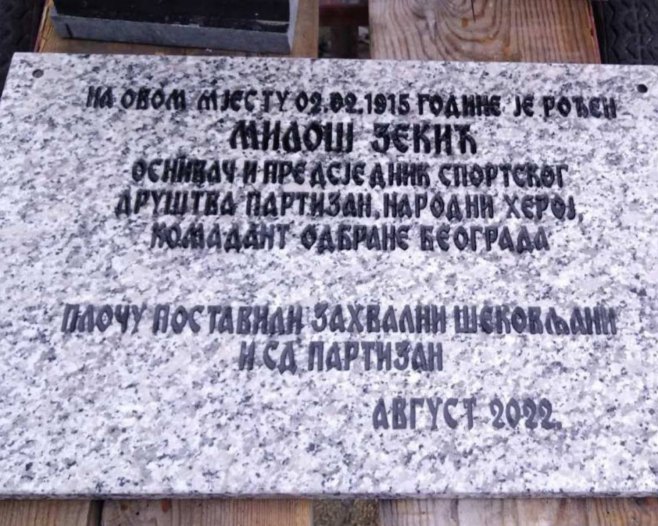 НА ОВОМ МЈЕСТУ 02.02.1915 ГОДИНЕ ЈЕ РОЂЕН
МИЛОШ ЗЕКИЋ
ОСНИВАЧ И ПРЕДСЈЕДНИК СПОРТСКОГ
ДРУШТВА ПАРТИЗАН, НАРОДНИ ХЕРОЈ,
КОМАДАНТ ОДБРАНЕ БЕОГРАДА
ПЛОЧУ ПОСТАВИЛИ ЗАХВАЛНИ ШЕКОВЉАНИ
И СД ПАРТИЗАН
АВГУСТ 2022.